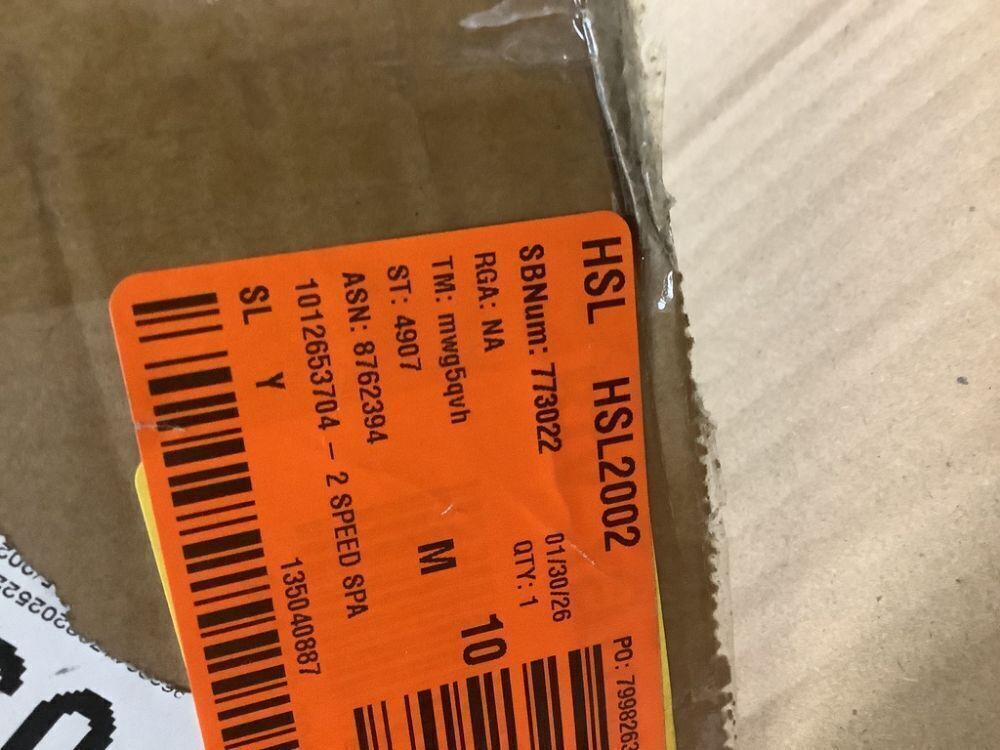 HSL HSL2002
SBNum: 773022 01/30/26
RGA: NA QTY: 1
TM: mwg5qvh
ST: 4907 M 10
ASN: 8762394
1012653704 - 2 SPEED SPA
SL Y 135040887
PO: 799826